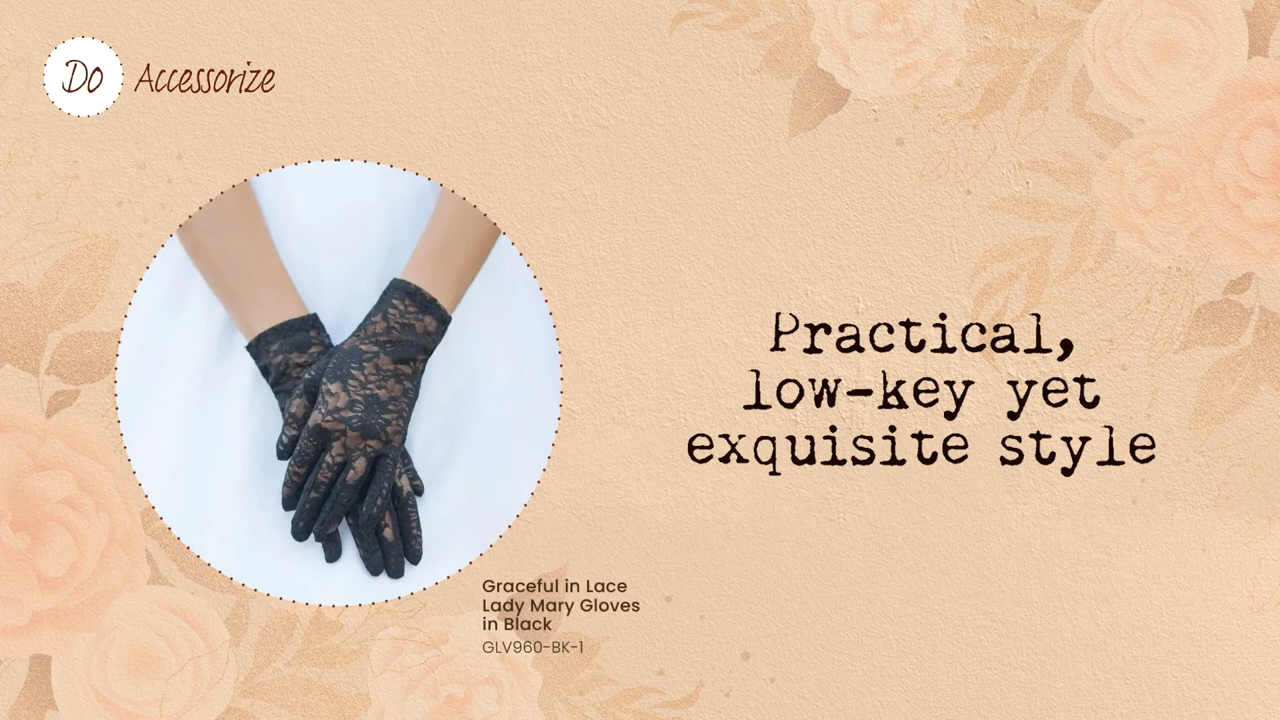 Do Accessorize
Practical,
low-key yet
exquisite style
Graceful in Lace
Lady Mary Gloves
in Black
GLV960-BK-1